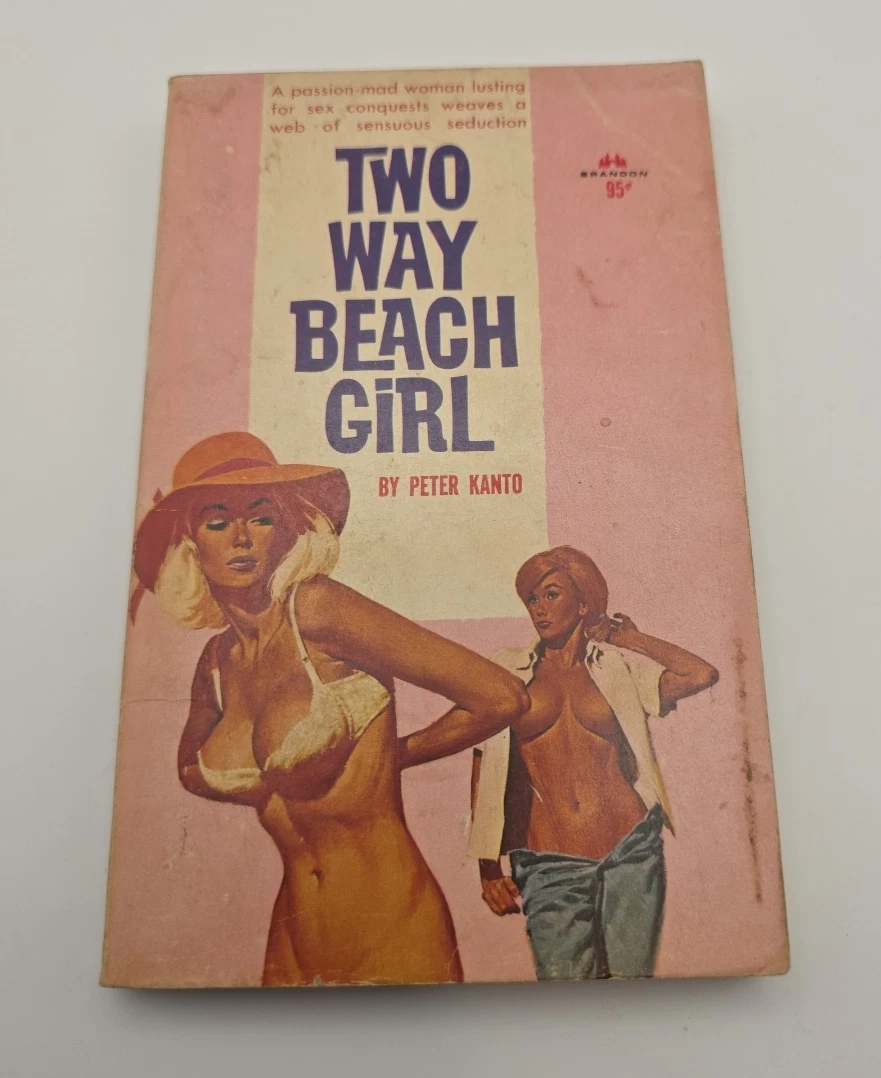 A passion-mad woman lusting
for sex conquests weaves a
web of sensuous seduction
TWO
WAY
BEACH
GiRL
BY PETER KANTO
BRANDON
95¢